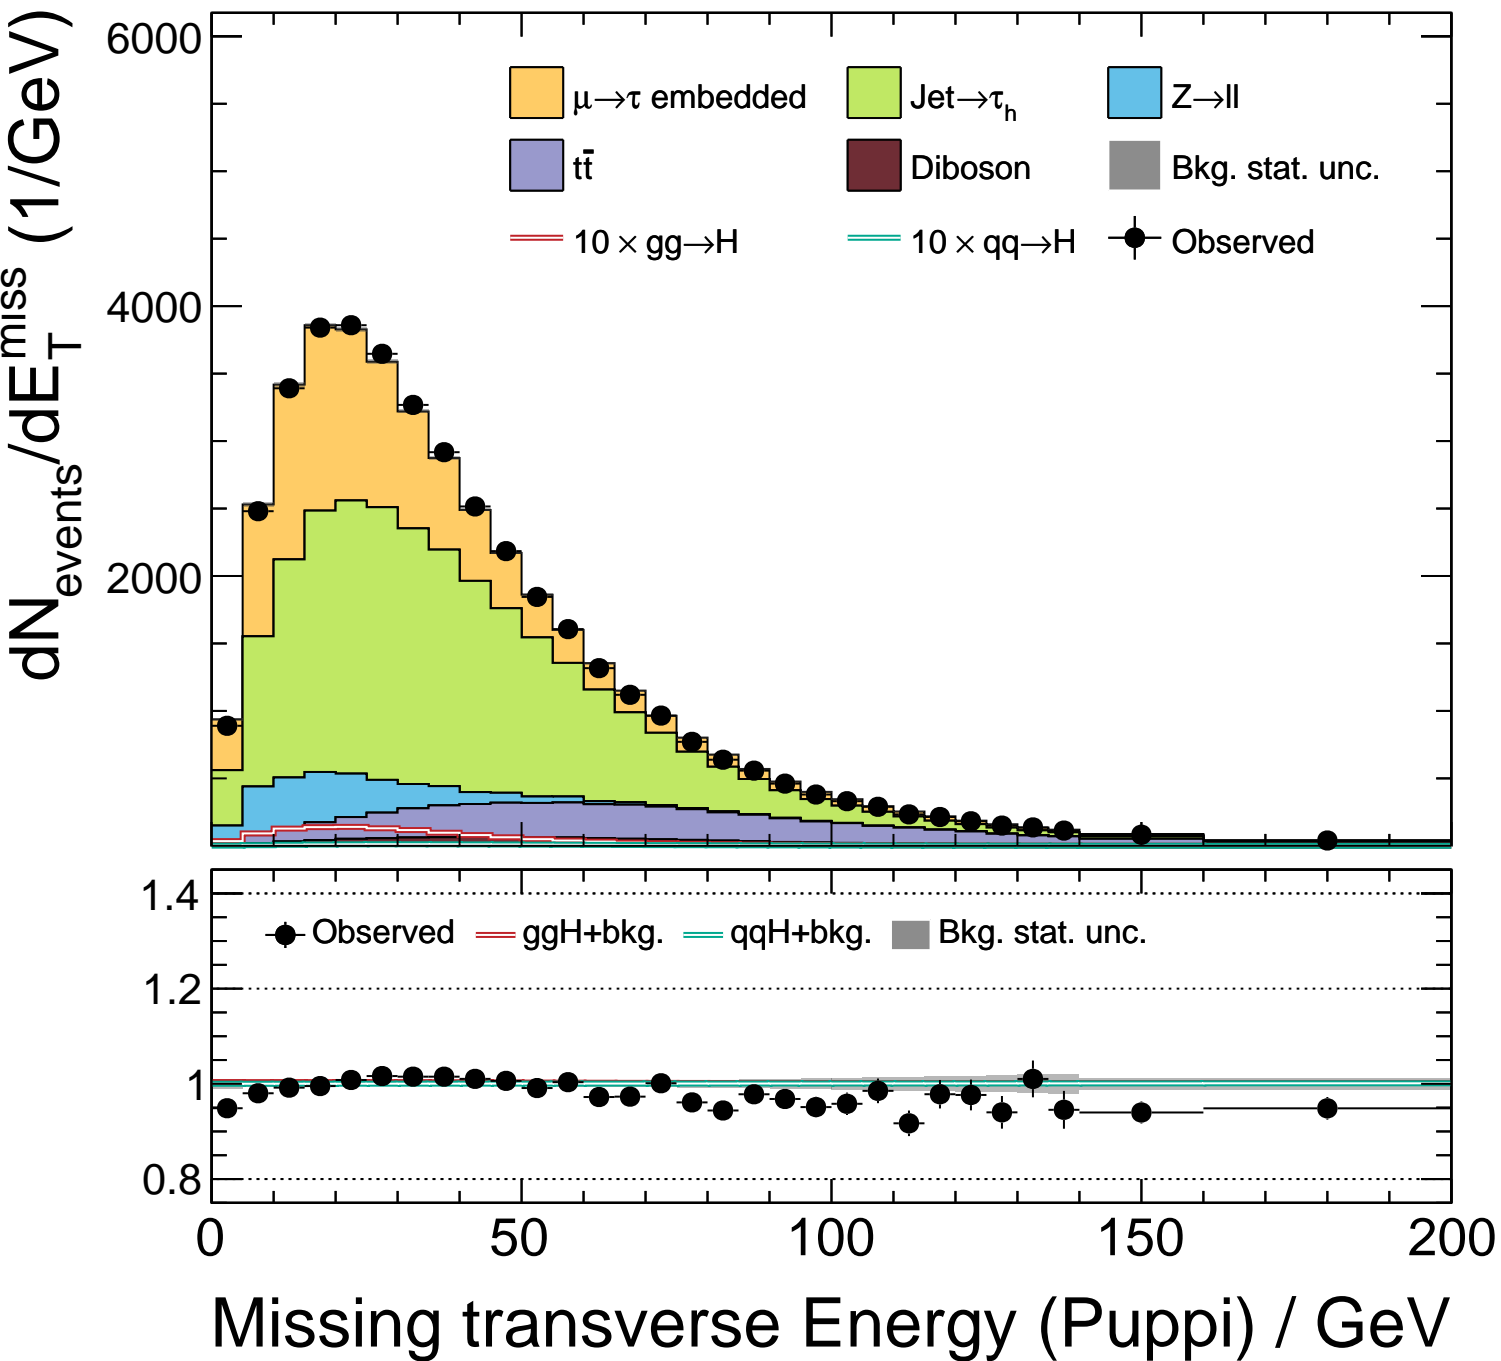 dN_events/dE_T^miss (1/GeV)
6000
4000
2000
μ→τ embedded
Jet→τ_h
Z→ll
tt̄
Diboson
Bkg. stat. unc.
10 × gg→H
10 × qq→H
Observed
1.4
1.2
1
0.8
Observed
ggH+bkg.
qqH+bkg.
Bkg. stat. unc.
0 50 100 150 200
Missing transverse Energy (Puppi) / GeV